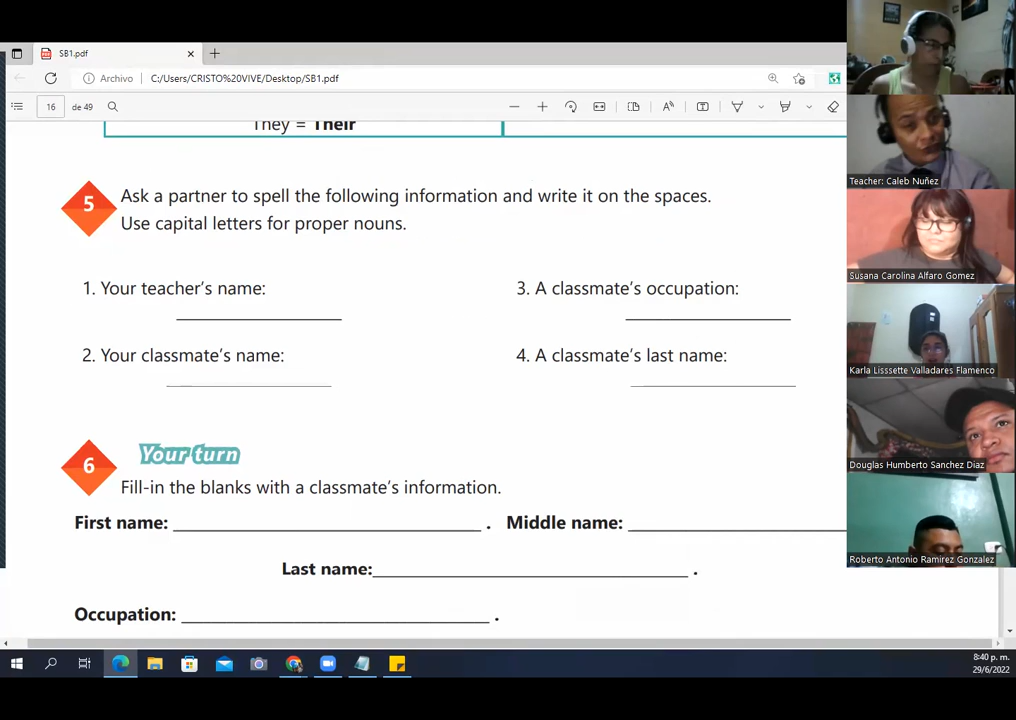 SB1.pdf
Archivo
C:/Users/CRISTO%20VIVE/Desktop/SB1.pdf
16 de 49
They = Their
5
Ask a partner to spell the following information and write it on the spaces.
Use capital letters for proper nouns.
1. Your teacher's name:
3. A classmate's occupation:
2. Your classmate's name:
4. A classmate's last name:
6
Your turn
Fill-in the blanks with a classmate's information.
First name: . Middle name:
Last name: .
Occupation: .
Teacher: Caleb Nuñez
Susana Carolina Alfaro Gomez
Karla Lisssette Valladares Flamenco
Douglas Humberto Sanchez Diaz
Roberto Antonio Ramirez Gonzalez
8:40 p. m.
29/6/2022